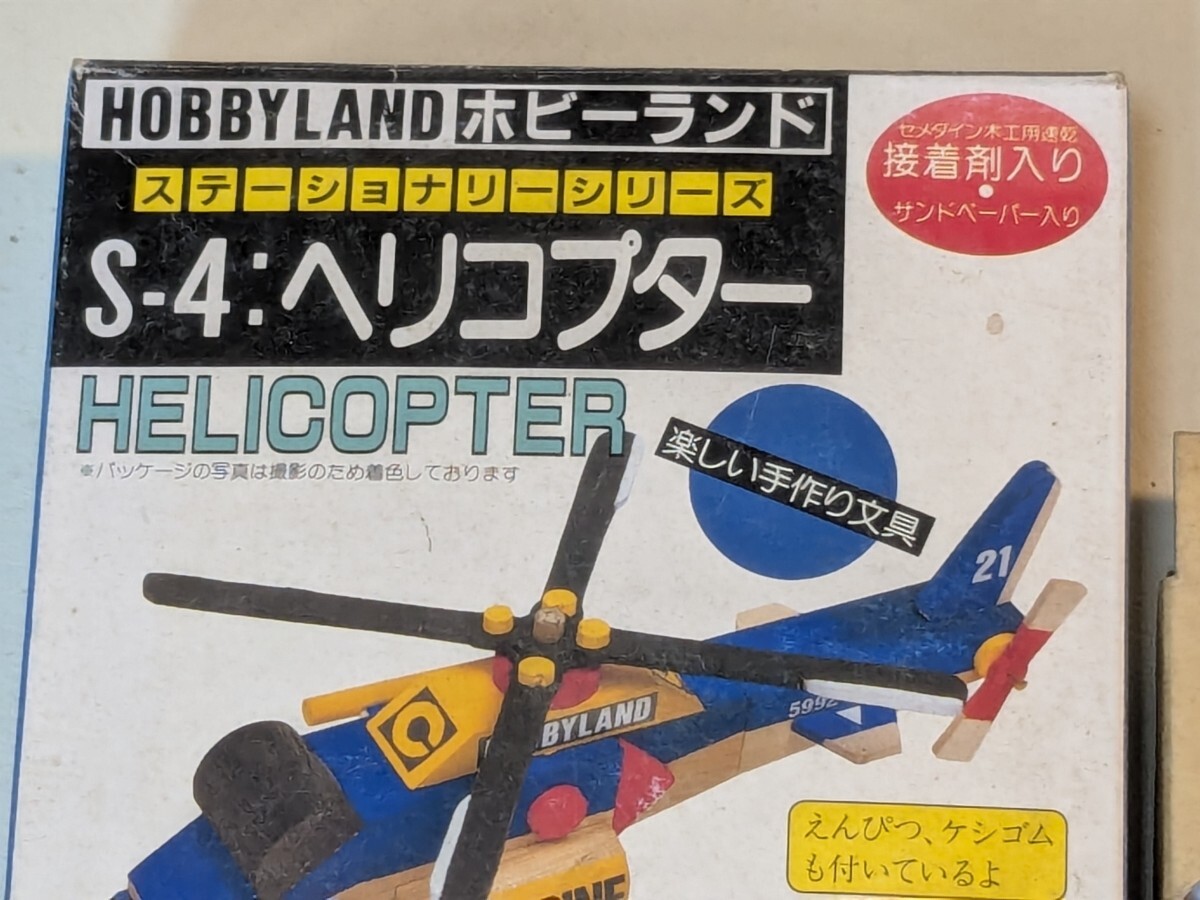 HOBBYLAND ホビーランド
ステーショナリーシリーズ
S-4:ヘリコプター
HELICOPTER
※パッケージの写真は撮影のため着色しております
セメダイン木工用速乾
接着剤入り
・
サンドペーパー入り
楽しい手作り文具
21
5992
BYLAND
えんぴつ、ケシゴム
も付いているよ